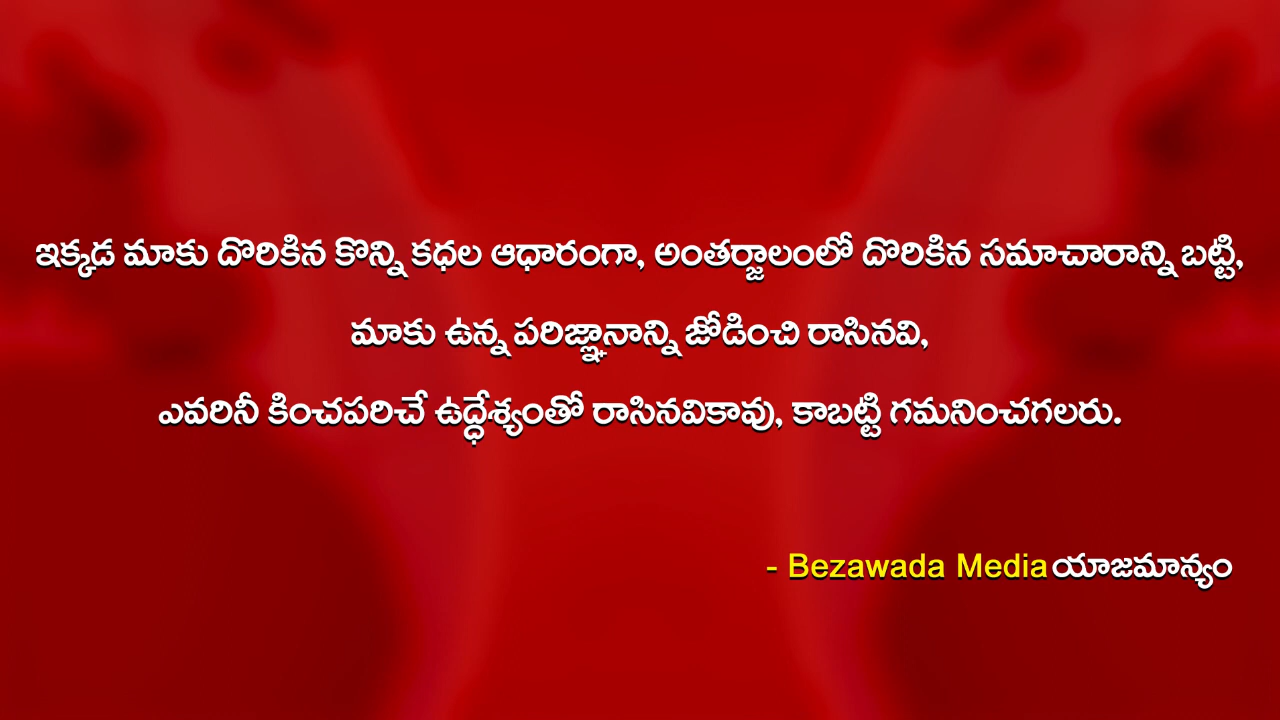 ఇక్కడ మాకు దొరికిన కొన్ని కధల ఆధారంగా, అంతర్జాలంలో దొరికిన సమాచారాన్ని బట్టి,
మాకు ఉన్న పరిజ్ఞానాన్ని జోడించి రాసినవి,
ఎవరినీ కించపరిచే ఉద్ధేశ్యంతో రాసినవికావు, కాబట్టి గమనించగలరు.
- Bezawada Media యాజమాన్యం